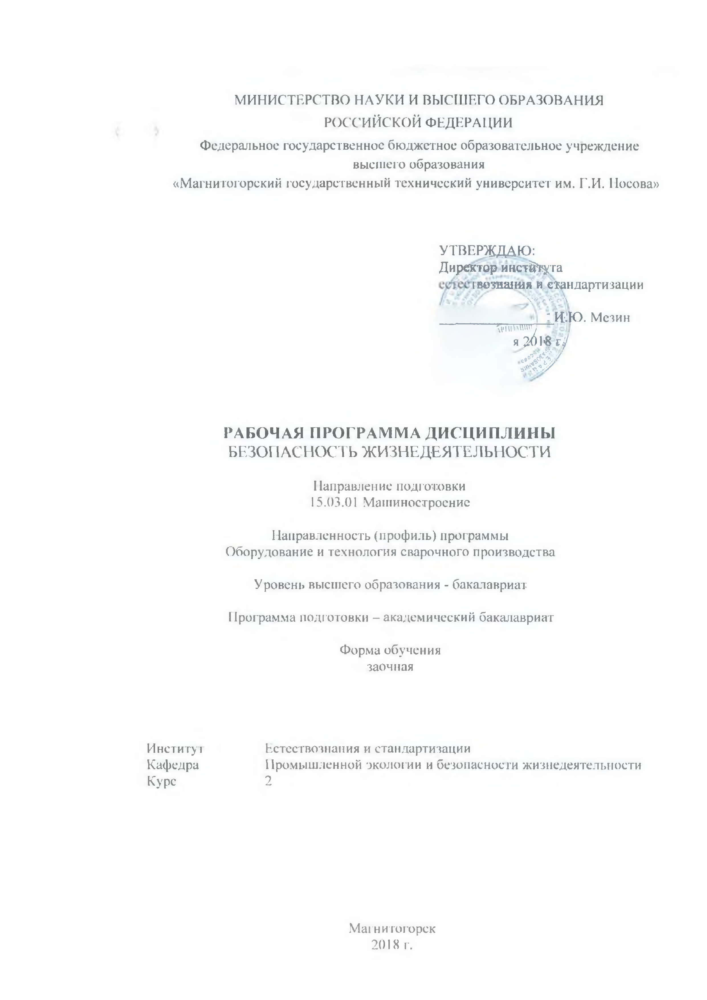 МИНИСТЕРСТВО НАУКИ И ВЫСШЕГО ОБРАЗОВАНИЯ
РОССИЙСКОЙ ФЕДЕРАЦИИ
Федеральное государственное бюджетное образовательное учреждение
высшего образования
«Магнитогорский государственный технический университет им. Г.И. Носова»
УТВЕРЖДАЮ:
Директор института
естествознания и стандартизации
И.Ю. Мезин
я 2018 г.
РАБОЧАЯ ПРОГРАММА ДИСЦИПЛИНЫ
БЕЗОПАСНОСТЬ ЖИЗНЕДЕЯТЕЛЬНОСТИ
Направление подготовки
15.03.01 Машиностроение
Направленность (профиль) программы
Оборудование и технология сварочного производства
Уровень высшего образования - бакалавриат
Программа подготовки – академический бакалавриат
Форма обучения
заочная
Институт Естествознания и стандартизации
Кафедра Промышленной экологии и безопасности жизнедеятельности
Курс 2
Магнитогорск
2018 г.